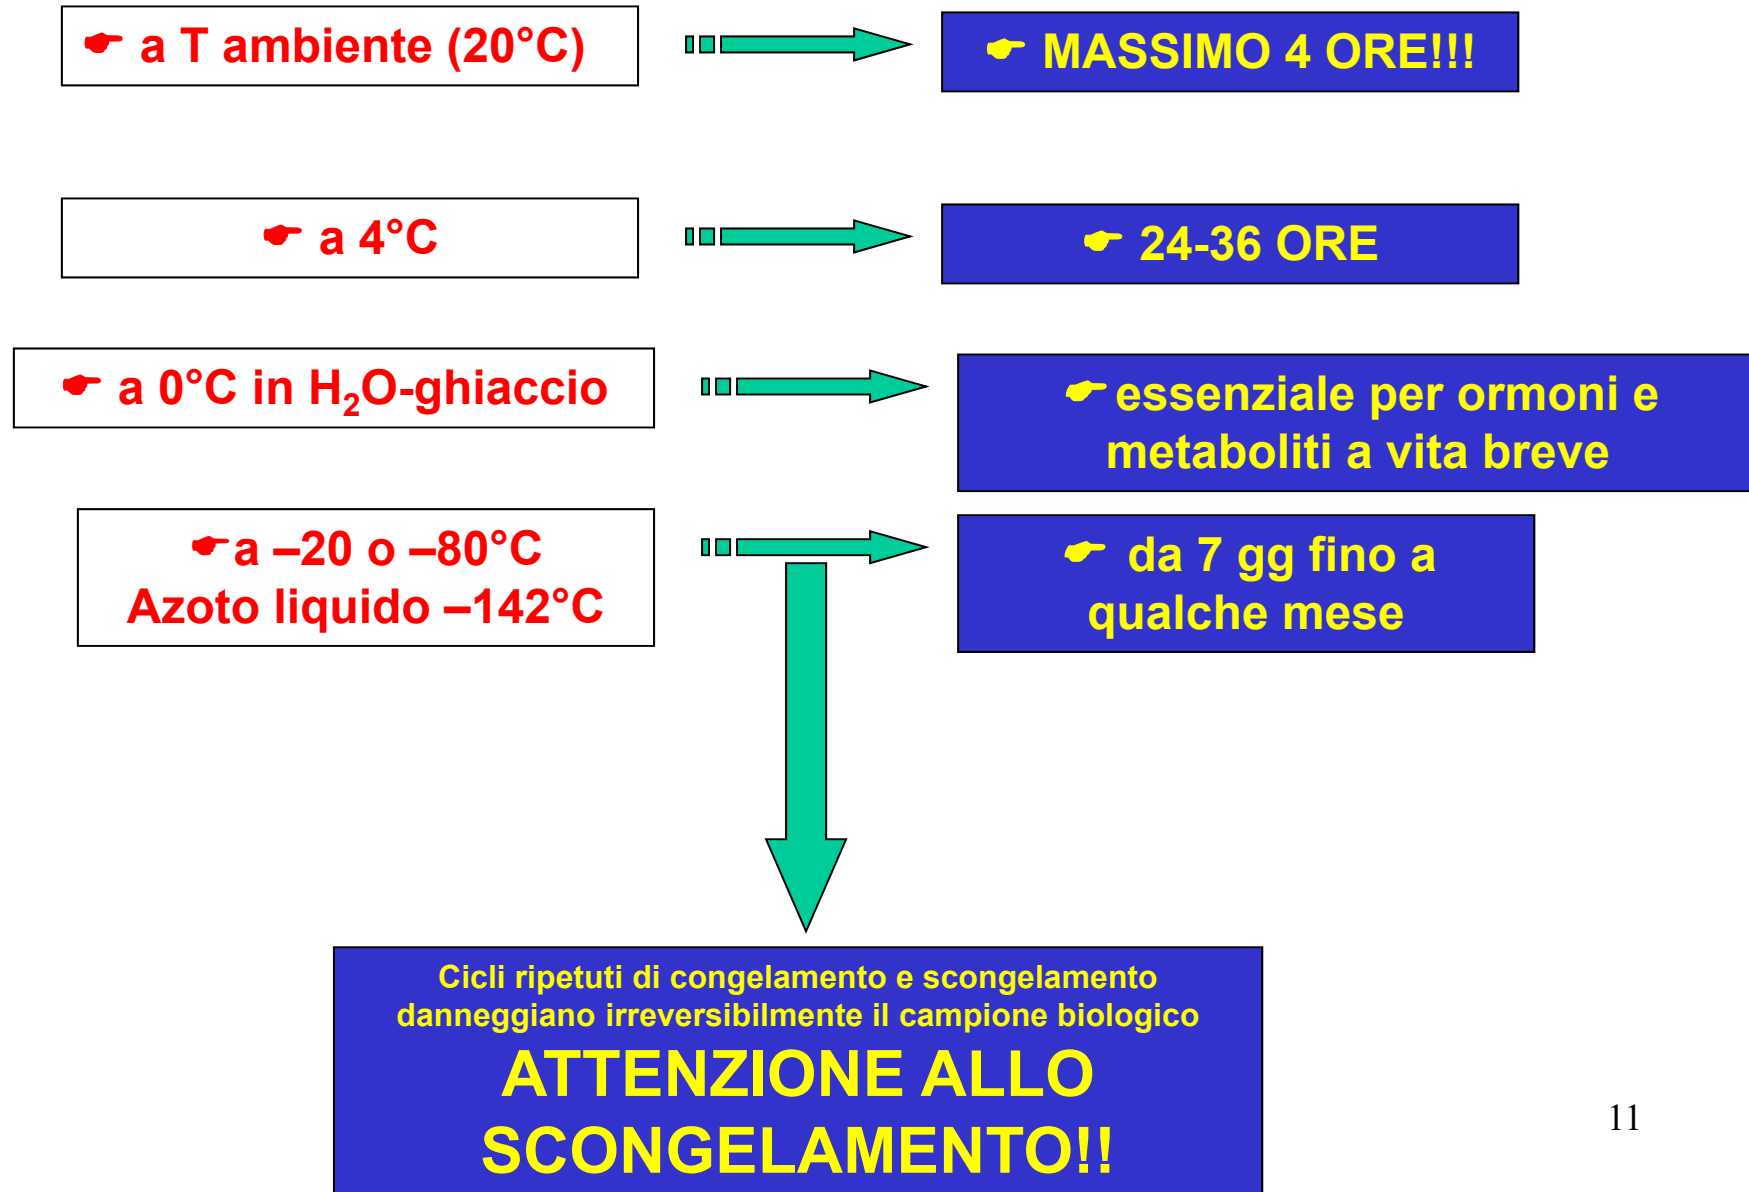 ☛ a T ambiente (20°C)
☛ MASSIMO 4 ORE!!!
☛ a 4°C
☛ 24-36 ORE
☛ a 0°C in H₂O-ghiaccio
☛ essenziale per ormoni e
metaboliti a vita breve
☛ a –20 o –80°C
Azoto liquido –142°C
☛ da 7 gg fino a
qualche mese
Cicli ripetuti di congelamento e scongelamento
danneggiano irreversibilmente il campione biologico
ATTENZIONE ALLO
SCONGELAMENTO!!
11